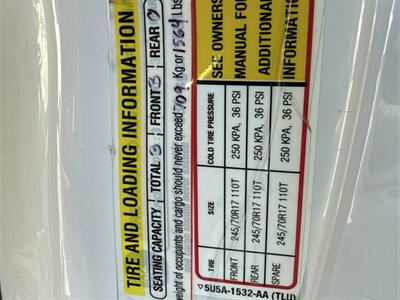 TIRE AND LOADING INFORMATION
SEATING CAPACITY TOTAL 3 FRONT 3 REAR 0
weight of occupants and cargo should never exceed 709 Kg or 1564 Lbs
TIRE SIZE COLD TIRE PRESSURE SEE OWNERS
FRONT 245/70R17 110T 250 KPA, 36 PSI MANUAL FOR
REAR 245/70R17 110T 250 KPA, 36 PSI ADDITIONAL
SPARE 245/70R17 110T 250 KPA, 36 PSI INFORMATION
5U5A-1532-AA (TLU)